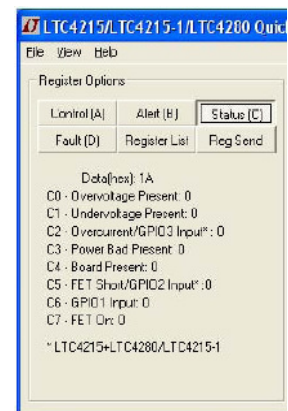 LTC4215/LTC4215-1/LTC4280 Quic
File View Help
Register Options
Control (A) Alert (B) Status (C)
Fault (D) Register List Reg Send
Data(hex): 1A
C0 - Overvoltage Present: 0
C1 - Undervoltage Present: 0
C2 - Overcurrent/GPIO3 Input* : 0
C3 - Power Bad Present: 0
C4 - Board Present: 0
C5 - FET Short/GPIO2 Input* :0
C6 - GPIO1 Input: 0
C7 - FET On: 0
* LTC4215+LTC4280/LTC4215-1